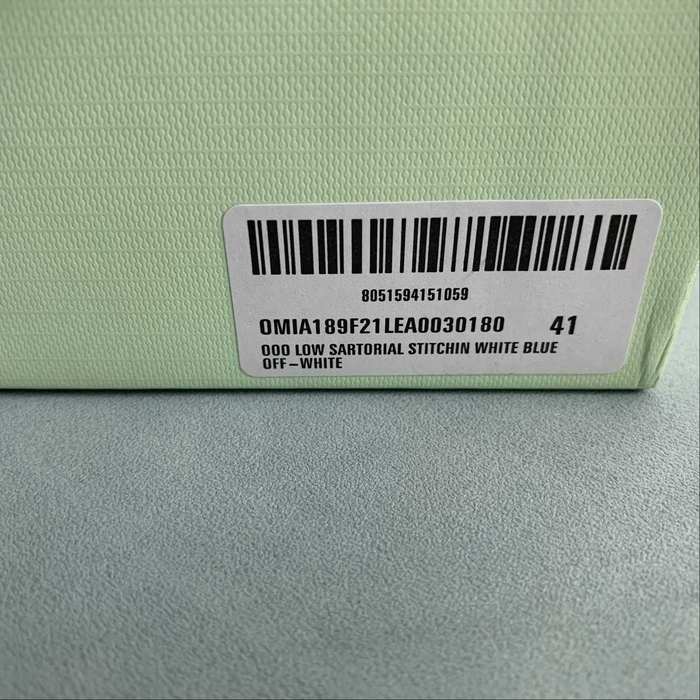 8051594151059
OMIA189F21LEA0030180 41
OOO LOW SARTORIAL STITCHIN WHITE BLUE
OFF-WHITE